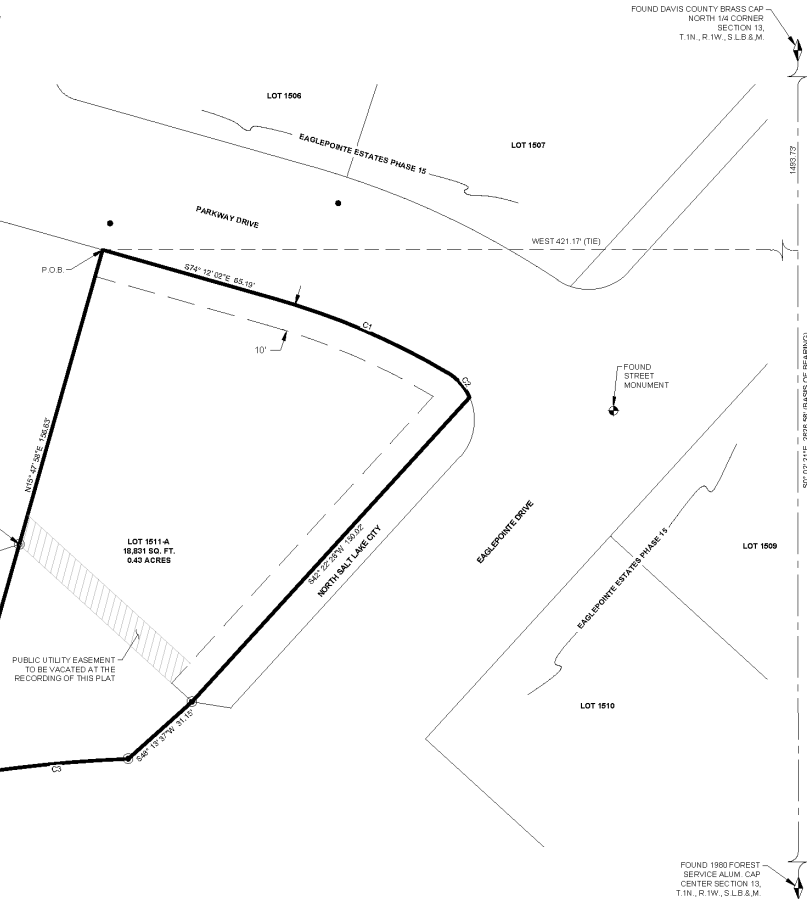 FOUND DAVIS COUNTY BRASS CAP
NORTH 1/4 CORNER
SECTION 13,
T.1N., R.1W., S.L.B.&.M.
LOT 1506
LOT 1507
EAGLEPOINTE ESTATES PHASE 15
1493.73'
PARKWAY DRIVE
WEST 421.17' (TIE)
P.O.B.
S74° 12' 02"E 65.19'
C1
10'
C2
FOUND
STREET
MONUMENT
N15° 47' 58"E 156.63'
LOT 1511-A
18,831 SQ. FT.
0.43 ACRES
S42° 22' 28"W 130.02'
NORTH SALT LAKE CITY
EAGLEPOINTE DRIVE
EAGLEPOINTE ESTATES PHASE 15
LOT 1509
PUBLIC UTILITY EASEMENT
TO BE VACATED AT THE
RECORDING OF THIS PLAT
LOT 1510
S48° 13' 37"W 31.15'
C3
(BASIS OF BEARING)
FOUND 1980 FOREST
SERVICE ALUM. CAP
CENTER SECTION 13,
T.1N., R.1W., S.L.B.&.M.